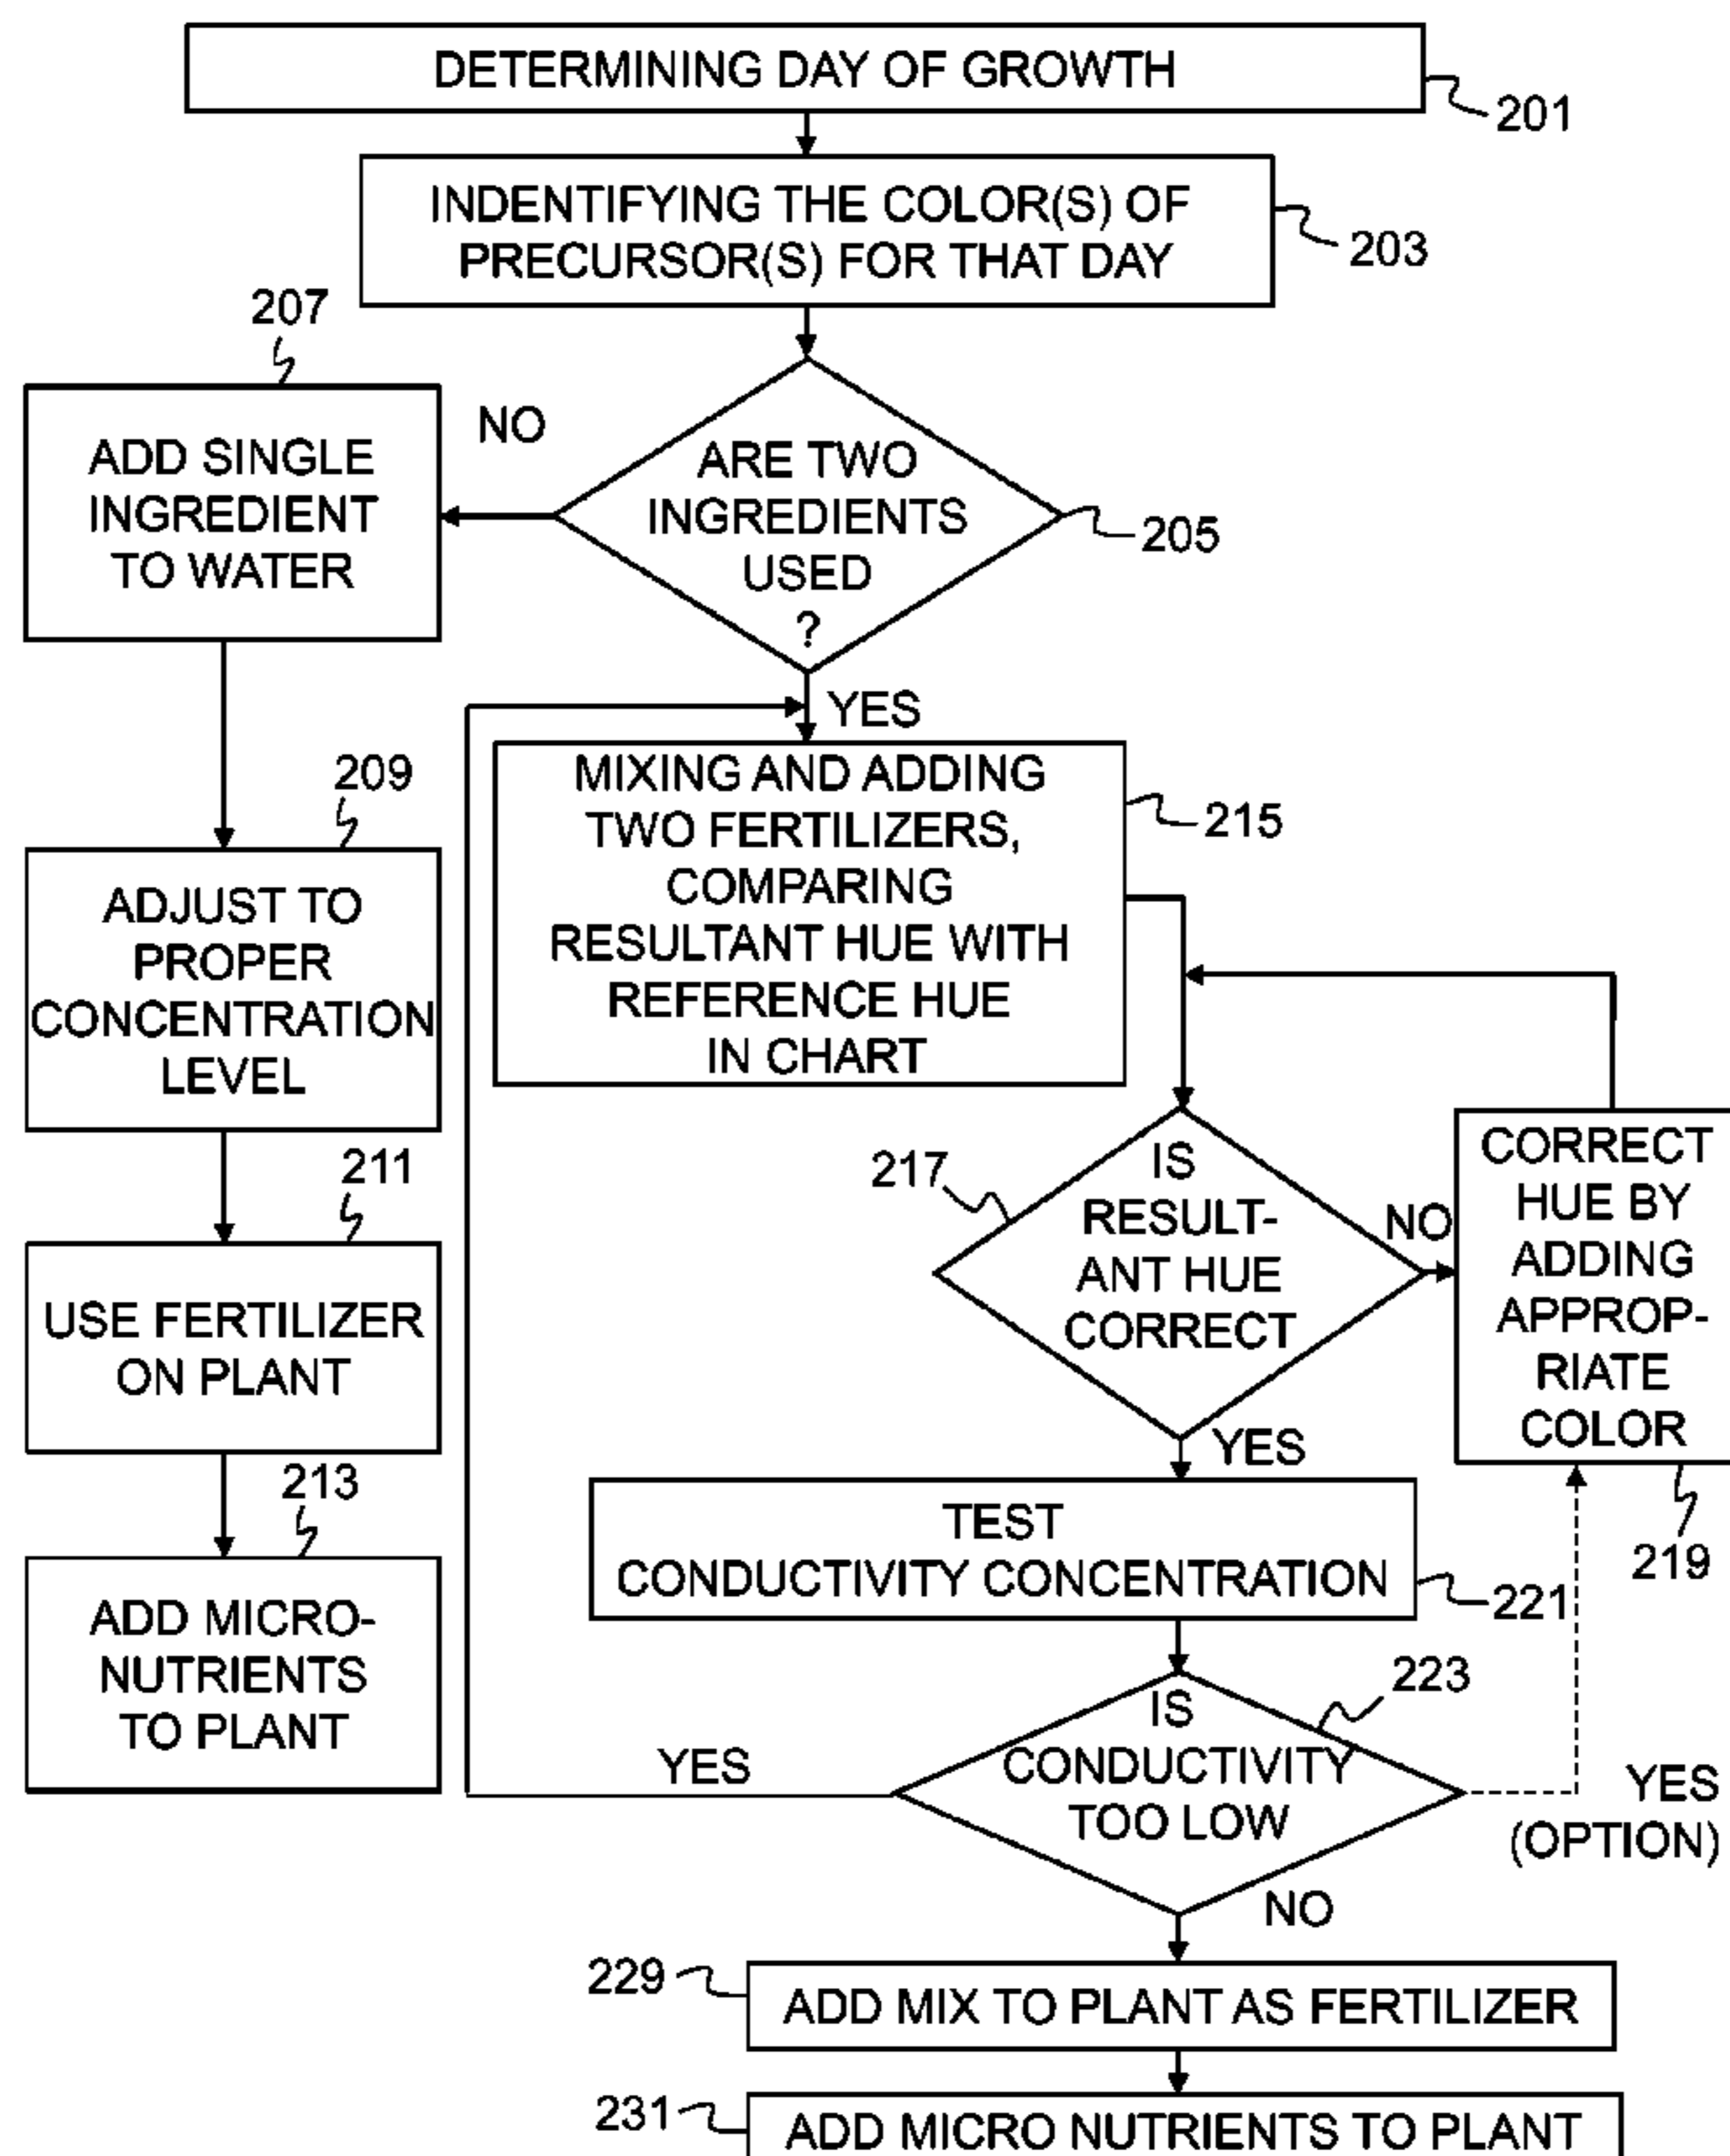 DETERMINING DAY OF GROWTH
201
INDENTIFYING THE COLOR(S) OF
PRECURSOR(S) FOR THAT DAY
203
207
ADD SINGLE
INGREDIENT
TO WATER
NO
ARE TWO
INGREDIENTS
USED
?
205
YES
209
ADJUST TO
PROPER
CONCENTRATION
LEVEL
211
USE FERTILIZER
ON PLANT
213
ADD MICRO-
NUTRIENTS
TO PLANT
MIXING AND ADDING
TWO FERTILIZERS,
COMPARING
RESULTANT HUE WITH
REFERENCE HUE
IN CHART
215
217
IS
RESULT-
ANT HUE
CORRECT
NO
CORRECT
HUE BY
ADDING
APPROP-
RIATE
COLOR
219
YES
TEST
CONDUCTIVITY CONCENTRATION
221
223
IS
CONDUCTIVITY
TOO LOW
YES
YES
(OPTION)
NO
229
ADD MIX TO PLANT AS FERTILIZER
231
ADD MICRO NUTRIENTS TO PLANT